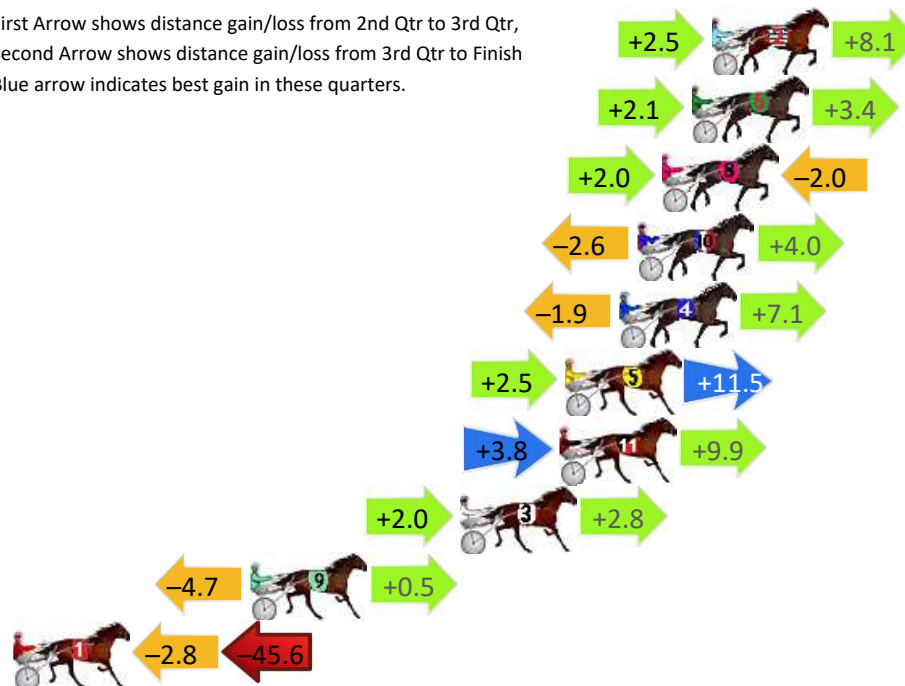 irst Arrow shows distance gain/loss from 2nd Qtr to 3rd Qtr,
Second Arrow shows distance gain/loss from 3rd Qtr to Finish
Blue arrow indicates best gain in these quarters.
+2.5 7 +8.1
+2.1 6 +3.4
+2.0 8 –2.0
–2.6 10 +4.0
–1.9 4 +7.1
+2.5 5 +11.5
+3.8 11 +9.9
+2.0 3 +2.8
–4.7 9 +0.5
1 –2.8 –45.6